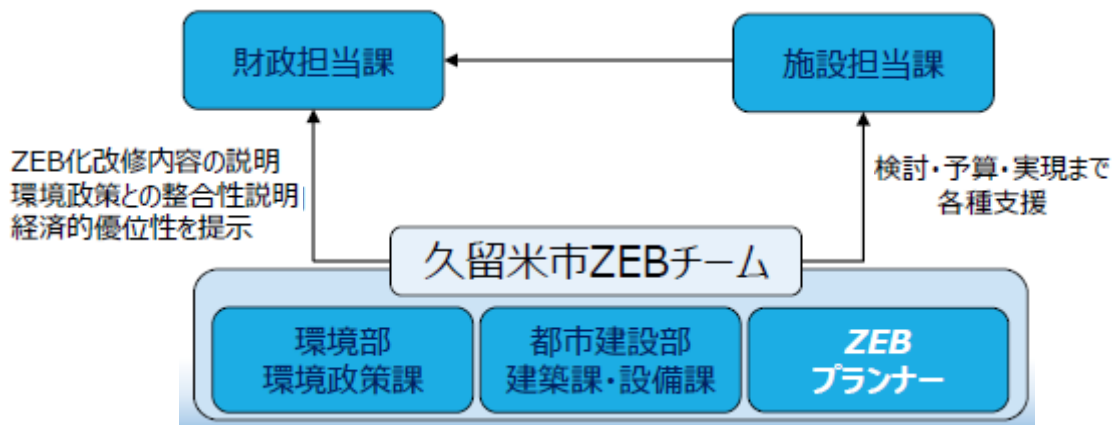 財政担当課
施設担当課
ZEB化改修内容の説明
環境政策との整合性説明
経済的優位性を提示
検討・予算・実現まで
各種支援
久留米市ZEBチーム
環境部
環境政策課
都市建設部
建築課・設備課
ZEB
プランナー